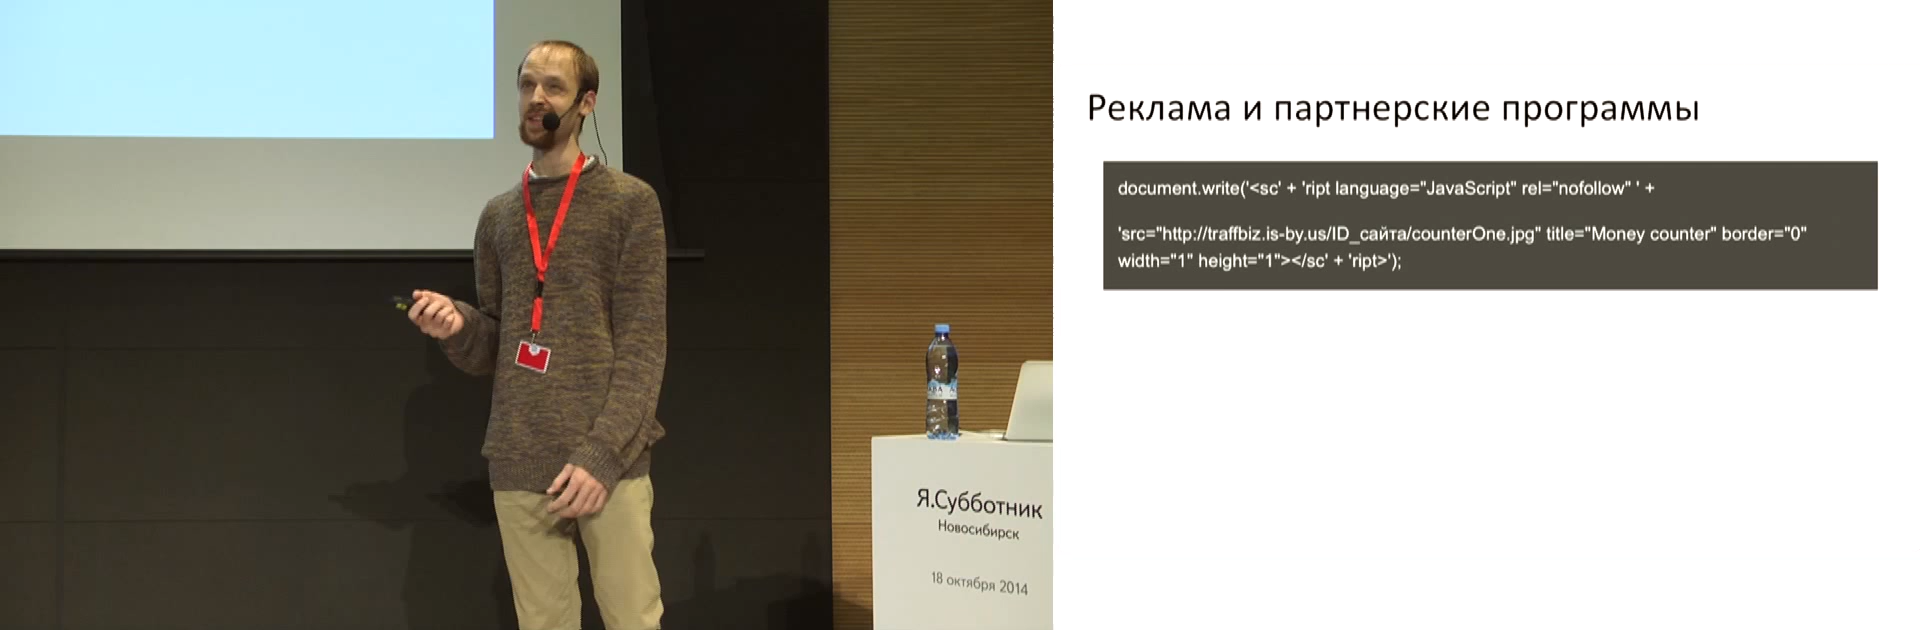 Реклама и партнерские программы
document.write('<sc' + 'ript language="JavaScript" rel="nofollow" ' +
'src="http://traffbiz.is-by.us/ID_сайта/counterOne.jpg" title="Money counter" border="0"
width="1" height="1"></sc' + 'ript>');
Я.Субботник
Новосибирск
18 октября 2014